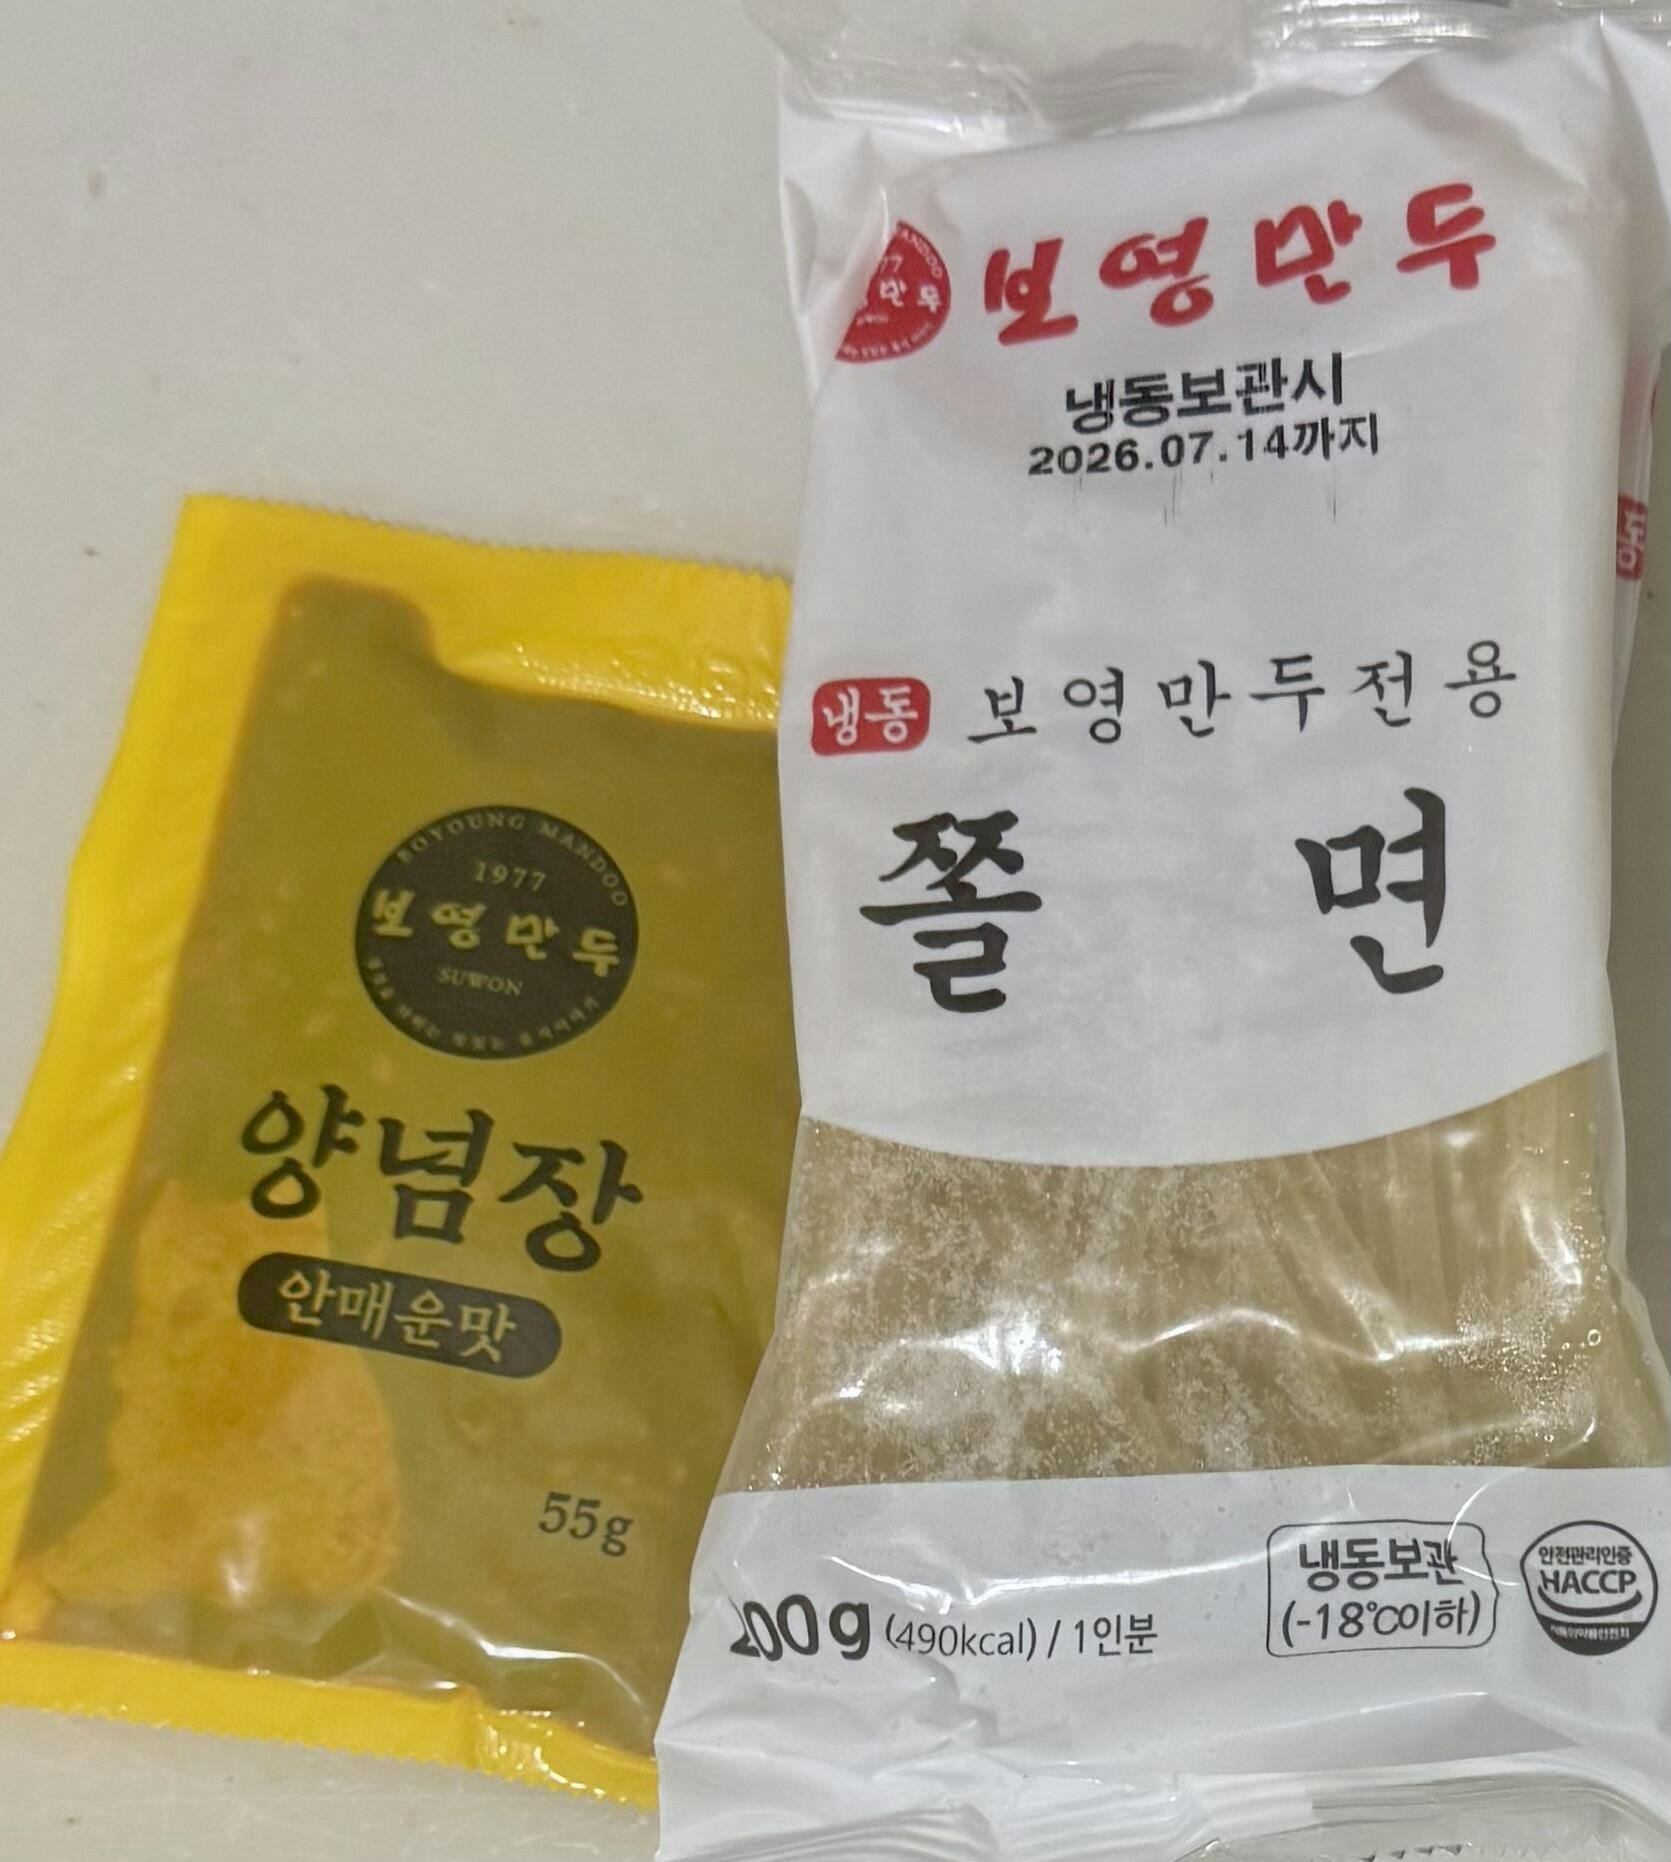 BOYOUNG MANDOO
1977
보영만두
SUWON
양념장
안매운맛
55g
보영만두
냉동보관시
2026.07.14까지
냉동 보영만두전용
쫄면
200g (490kcal) / 1인분
냉동보관
(-18℃이하)
안전관리인증
HACCP